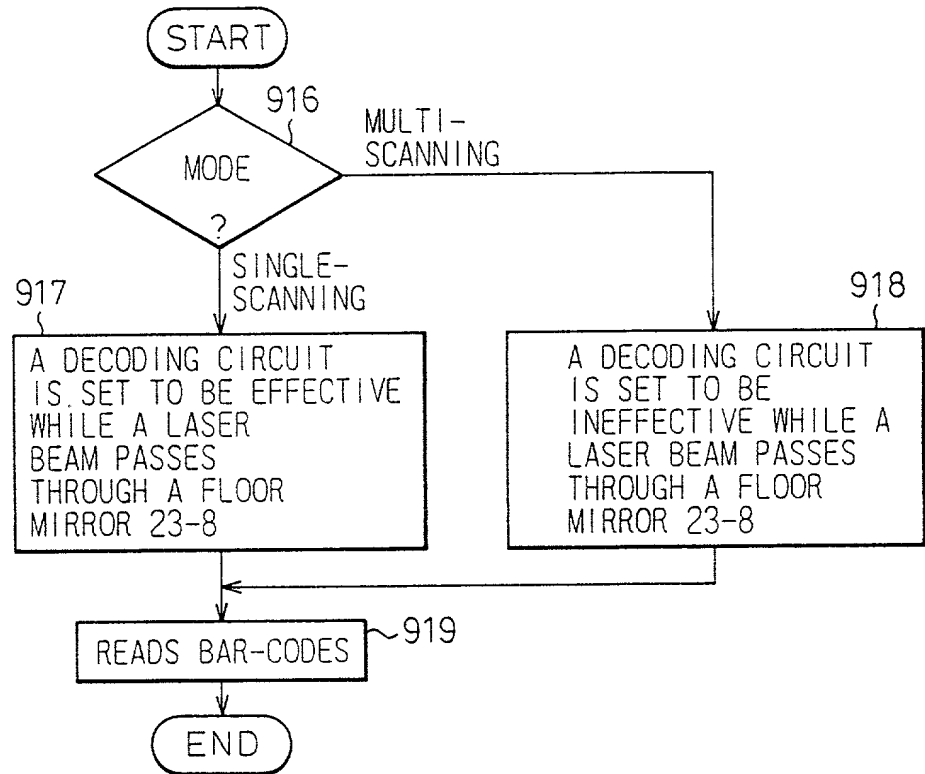 START
916
MODE
?
MULTI-
SCANNING
SINGLE-
SCANNING
917
A DECODING CIRCUIT
IS.SET TO BE EFFECTIVE
WHILE A LASER
BEAM PASSES
THROUGH A FLOOR
MIRROR 23-8
918
A DECODING CIRCUIT
IS SET TO BE
INEFFECTIVE WHILE A
LASER BEAM PASSES
THROUGH A FLOOR
MIRROR 23-8
READS BAR-CODES
919
END